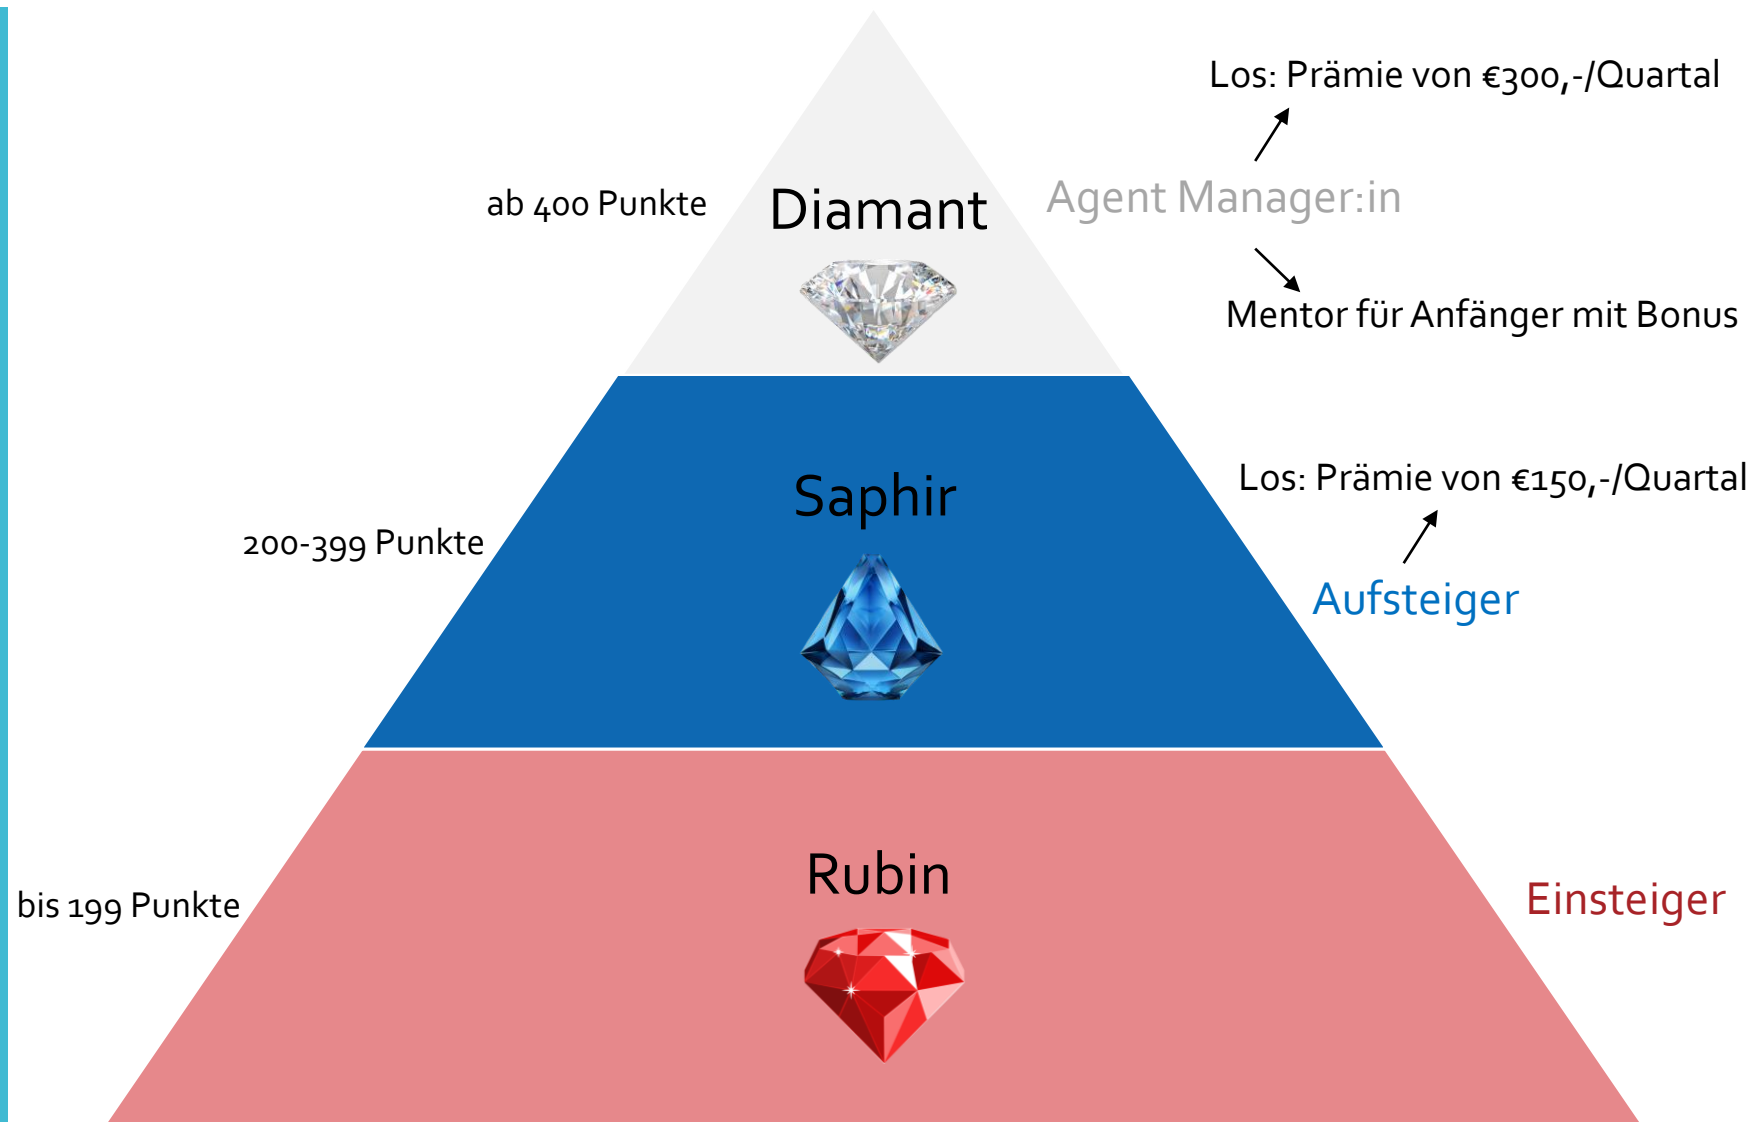 Los: Prämie von €300,-/Quartal
ab 400 Punkte
Diamant
Agent Manager:in
Mentor für Anfänger mit Bonus
Saphir
Los: Prämie von €150,-/Quartal
200-399 Punkte
Aufsteiger
Rubin
bis 199 Punkte
Einsteiger